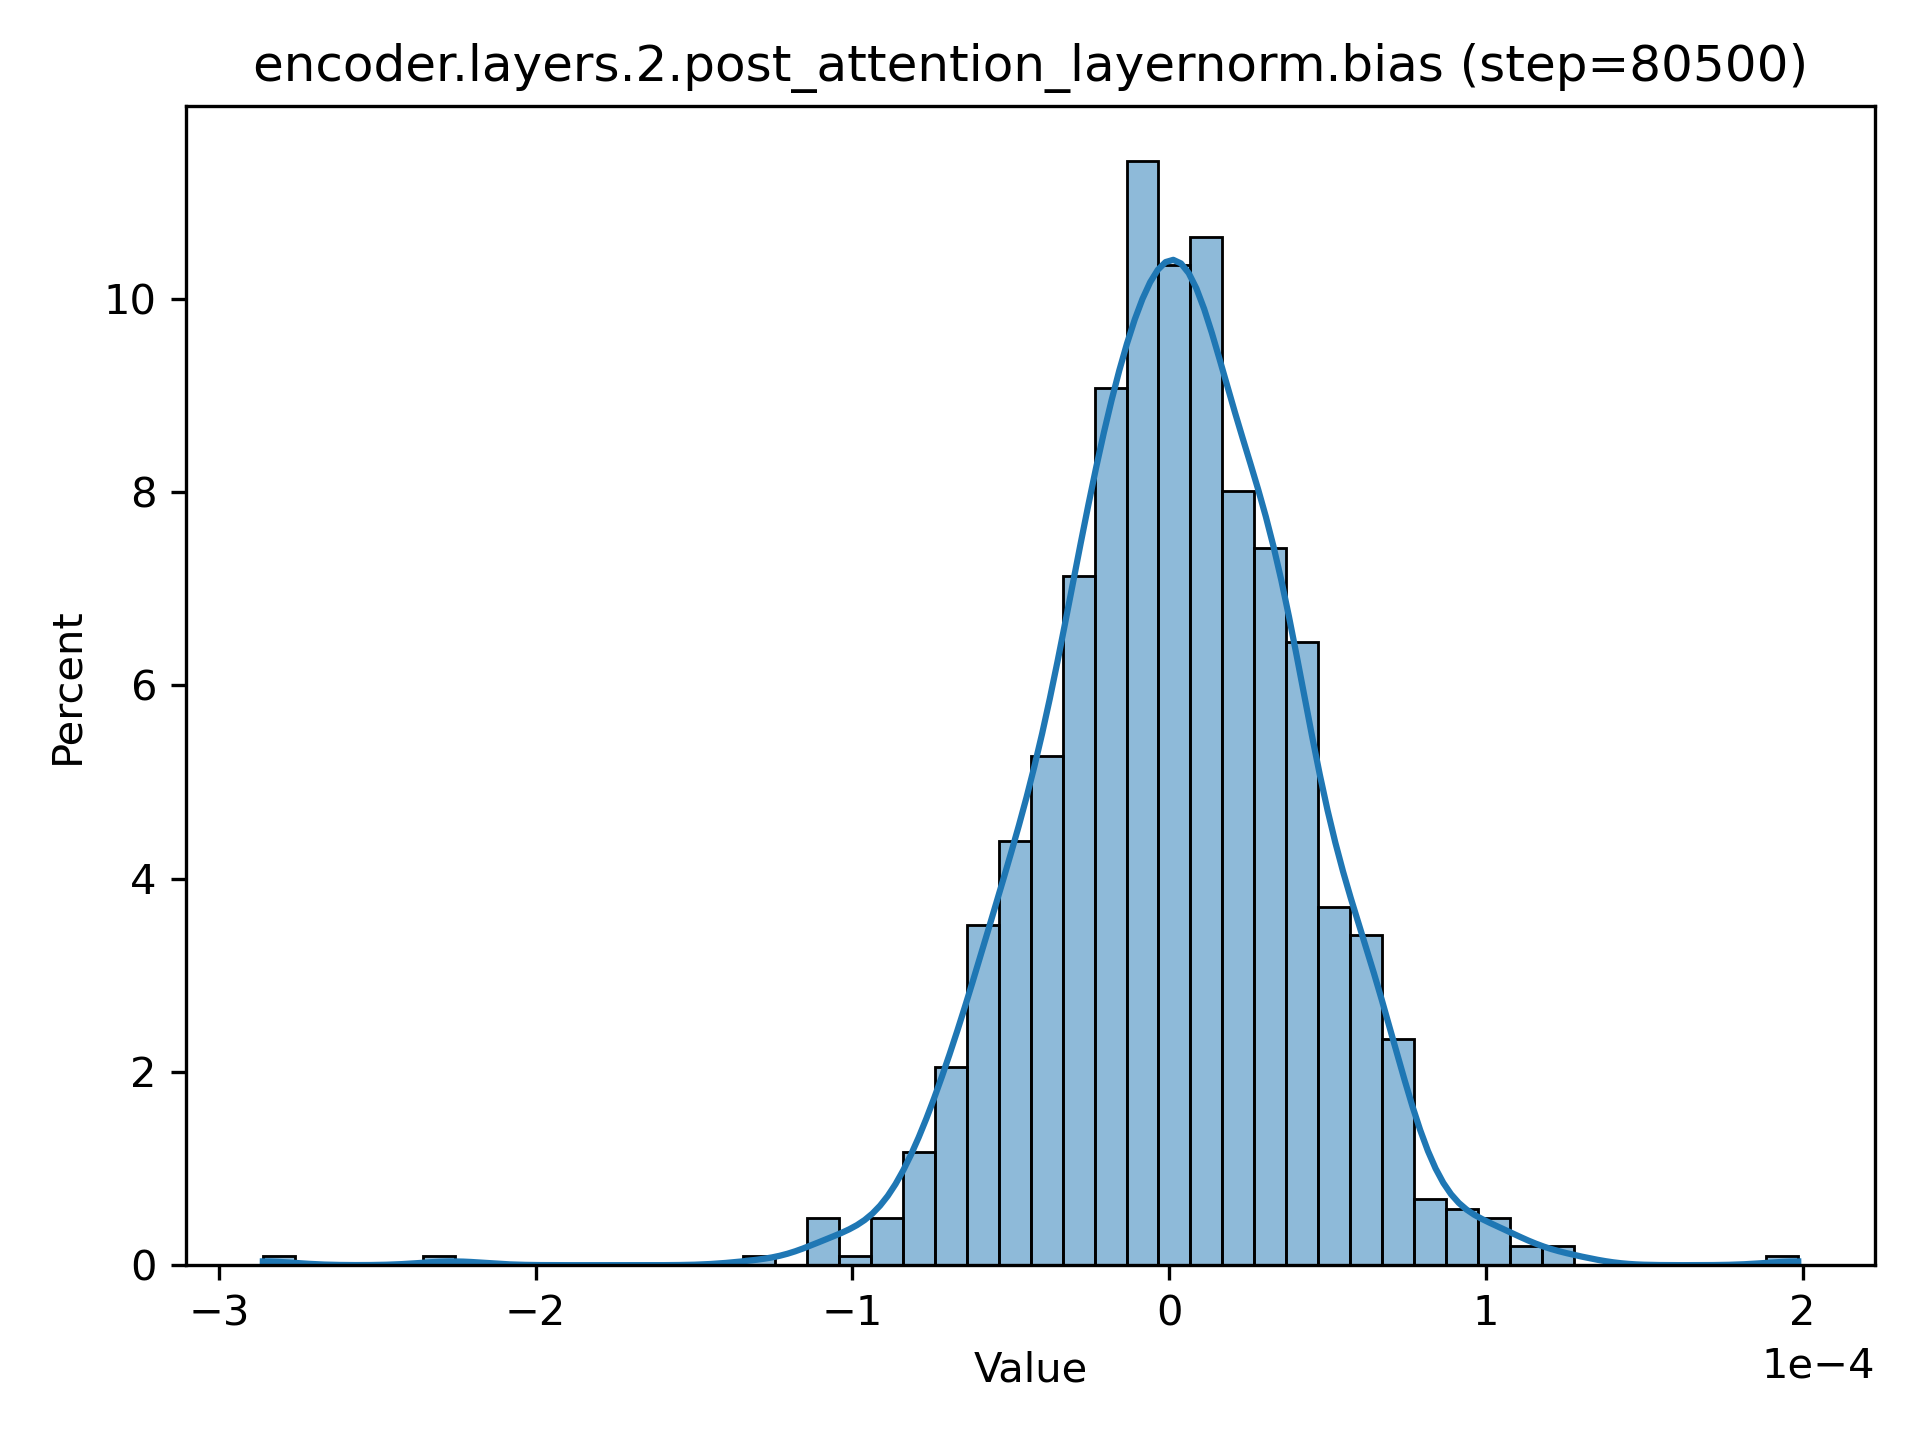 encoder.layers.2.post_attention_layernorm.bias (step=80500)
Percent
10
8
6
4
2
0
−3 −2 −1 0 1 2
1e−4
Value